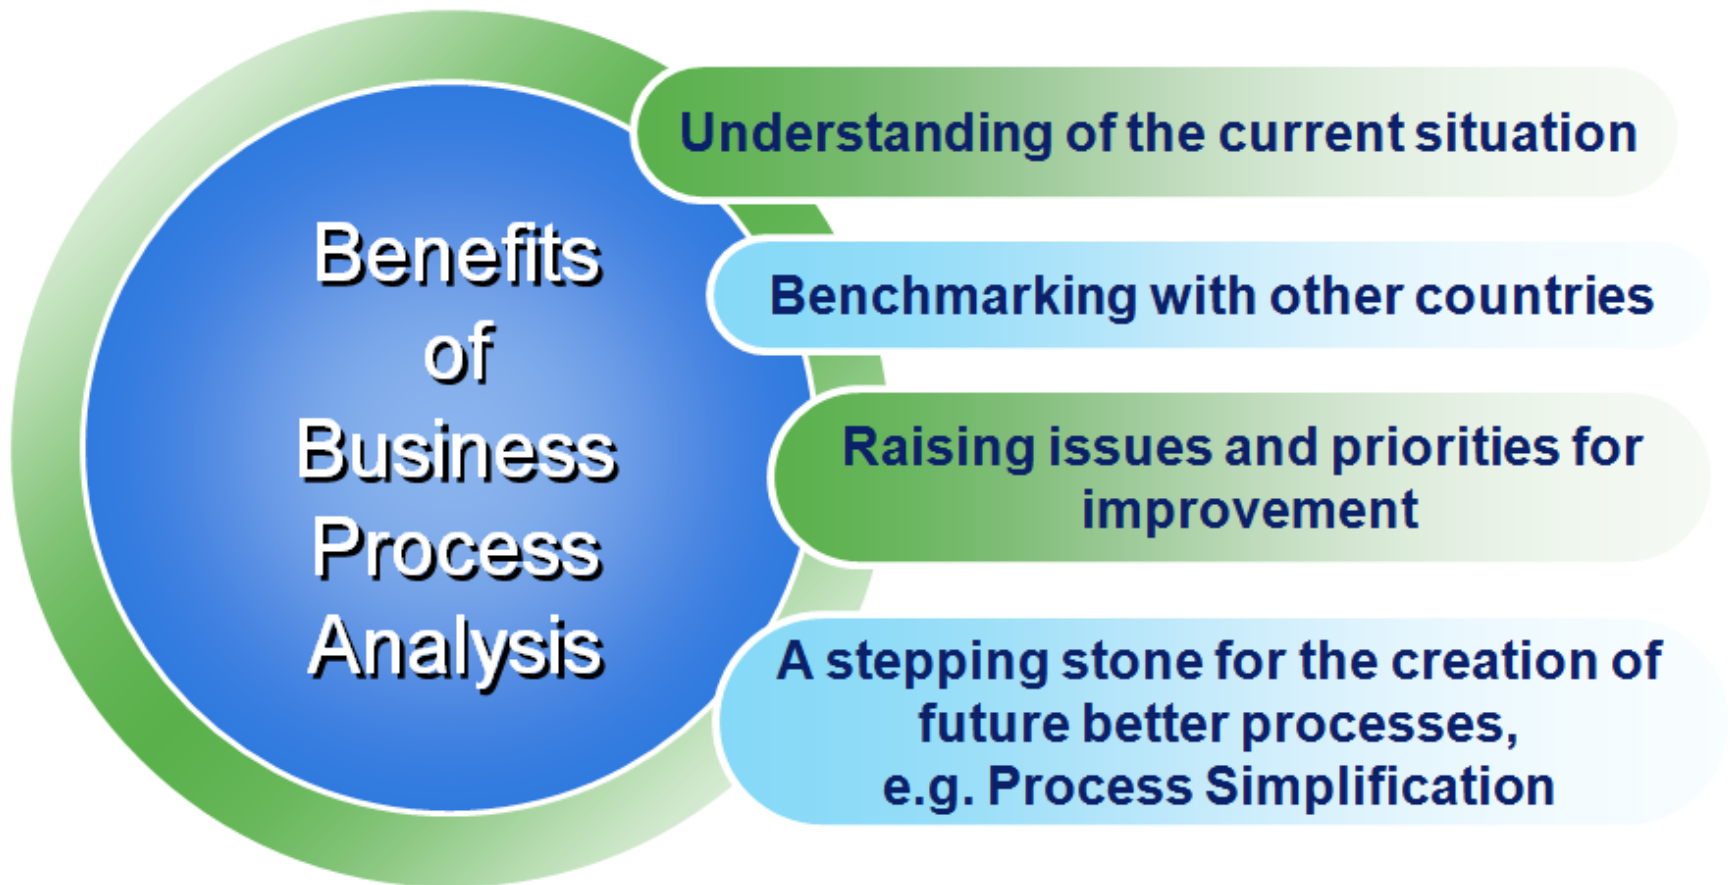 Benefits
of
Business
Process
Analysis
Understanding of the current situation
Benchmarking with other countries
Raising issues and priorities for
improvement
A stepping stone for the creation of
future better processes,
e.g. Process Simplification